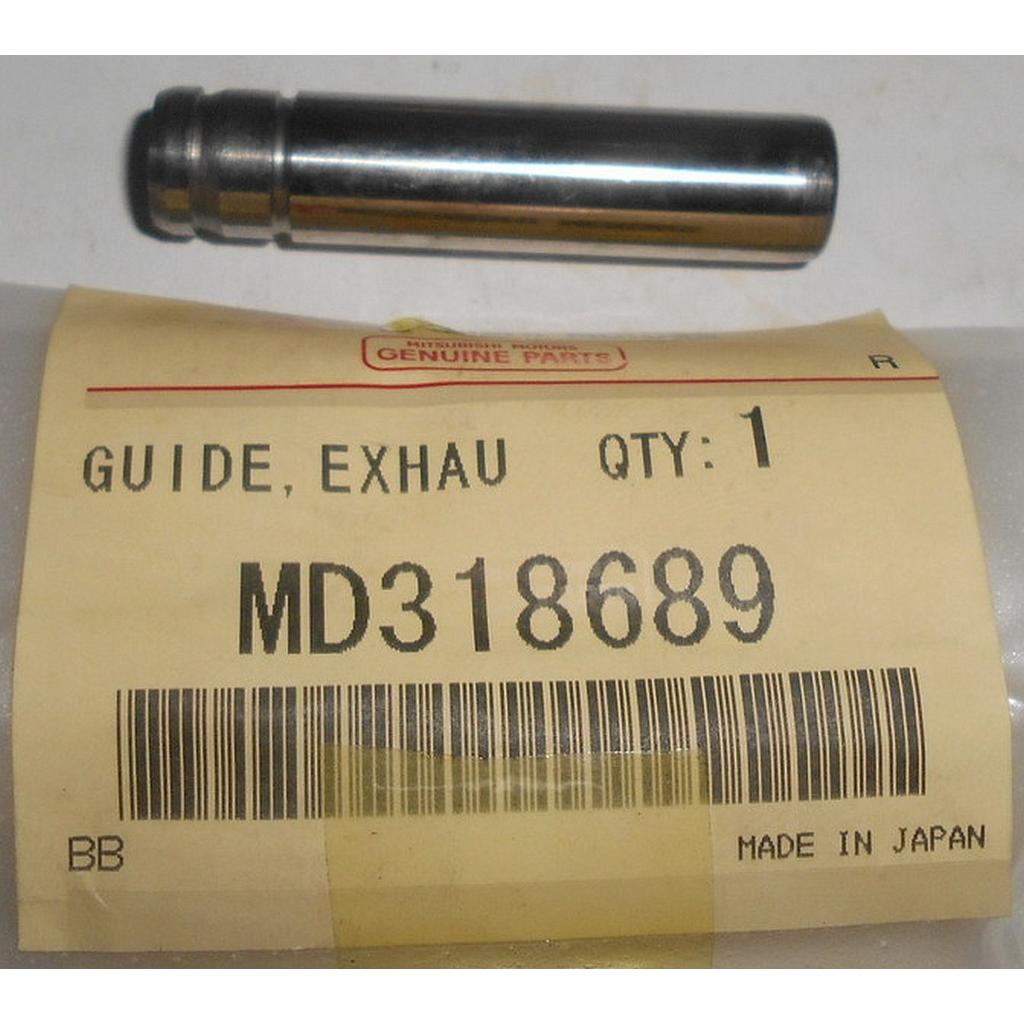 MITSUBISHI MOTORS
GENUINE PARTS
R
GUIDE, EXHAU QTY: 1
MD318689
BB MADE IN JAPAN